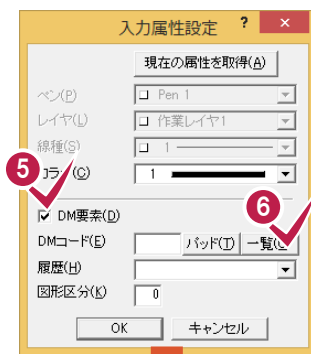 入力属性設定 ? ×
現在の属性を取得(A)
ペン(P) Pen 1
レイヤ(L) 作業レイヤ1
線種(S) 1
5
(C) 1
DM要素(D)
6
DMコード(E) パッド(T) 一覧
履歴(H)
図形区分(K) 0
OK キャンセル